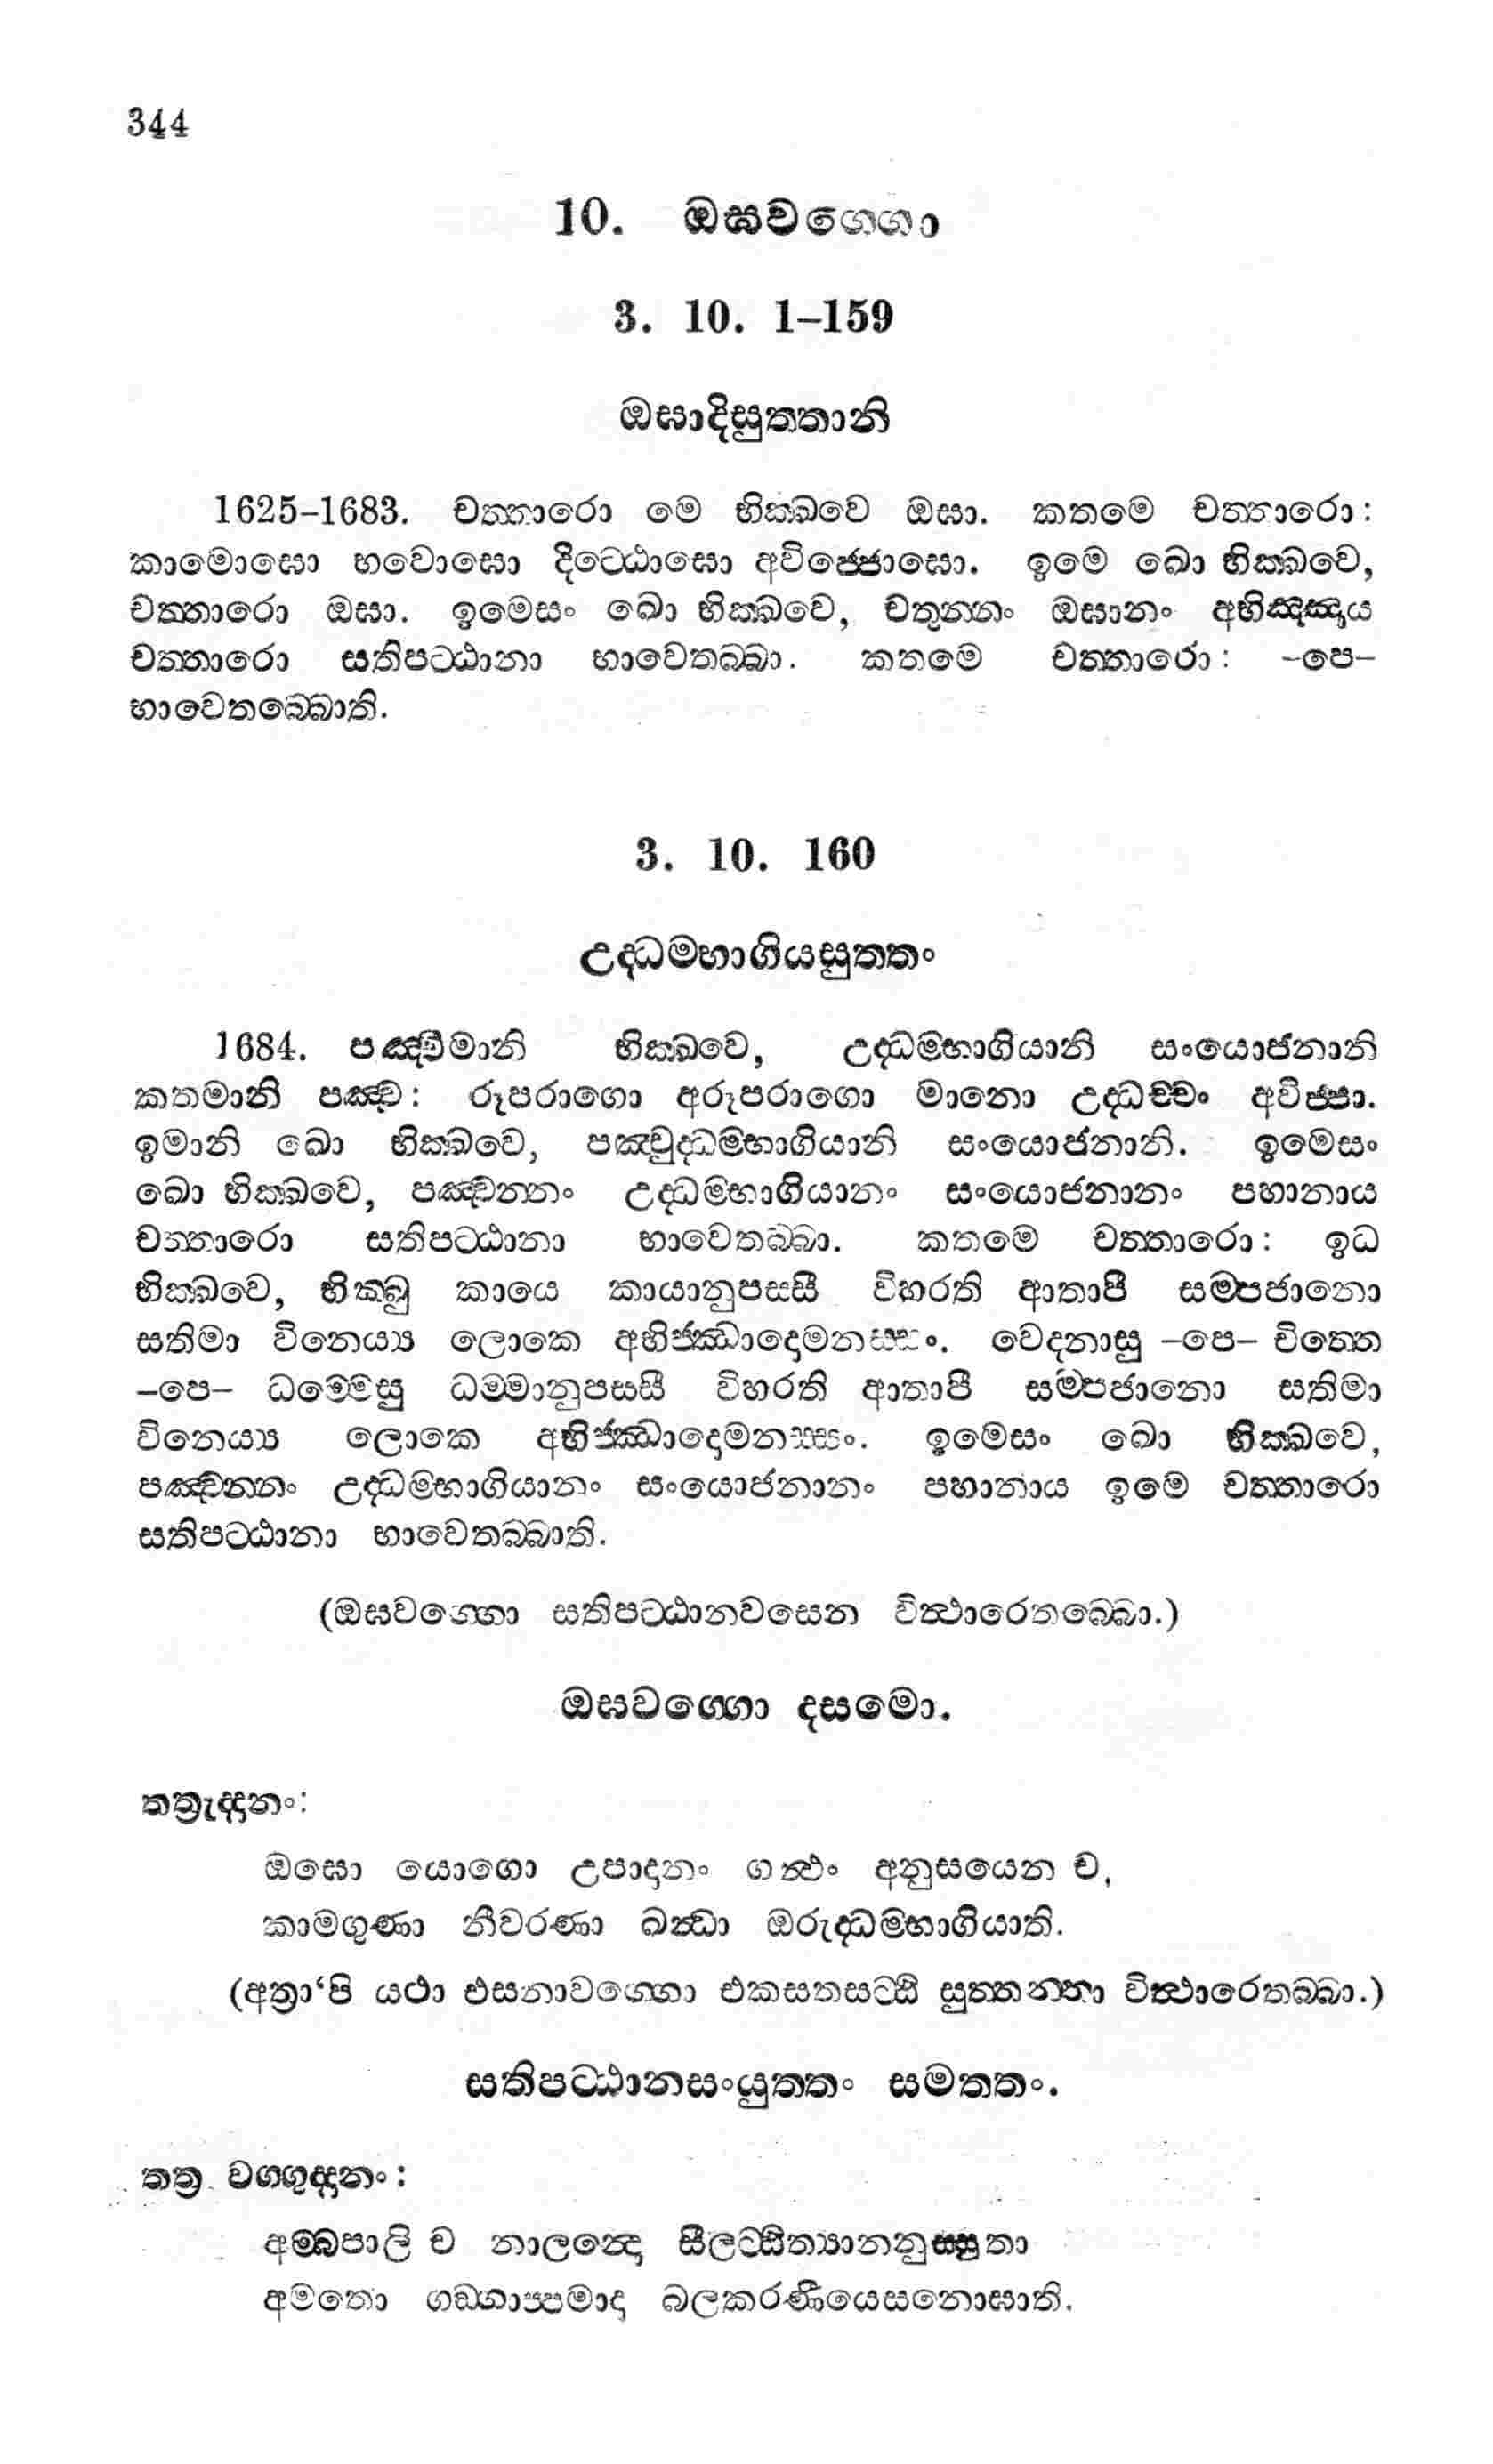 344
10. ඔඝවග්ගො
3. 10. 1–159
ඔඝාදිසුත්තානි
1625–1683. චත්තාරො මෙ භික්ඛවෙ ඔඝා. කතමෙ චත්තාරො:
කාමොඝො භවොඝො දිට්ඨොඝො අවිජ්ජොඝො. ඉමෙ ඛො භික්ඛවෙ,
චත්තාරො ඔඝා. ඉමෙසං ඛො භික්ඛවෙ, චතුන්නං ඔඝානං අභිඤ්ඤාය
චත්තාරො සතිපට්ඨානා භාවෙතබ්බා. කතමෙ චත්තාරො: –පෙ–
භාවෙතබ්බොති.
3. 10. 160
උද්ධම්භාගියසුත්තං
1684. පඤ්චිමානි භික්ඛවෙ, උද්ධම්භාගියානි සංයොජනානි
කතමානි පඤ්ච: රූපරාගො අරූපරාගො මානො උද්ධච්චං අවිජ්ජා.
ඉමානි ඛො භික්ඛවෙ, පඤ්චුද්ධම්භාගියානි සංයොජනානි. ඉමෙසං
ඛො භික්ඛවෙ, පඤ්චන්නං උද්ධම්භාගියානං සංයොජනානං පහානාය
චත්තාරො සතිපට්ඨානා භාවෙතබ්බා. කතමෙ චත්තාරො: ඉධ
භික්ඛවෙ, භික්ඛු කායෙ කායානුපස්සී විහරති ආතාපී සම්පජානො
සතිමා විනෙය්‍ය ලොකෙ අභිජ්ඣාදොමනස්සං. වෙදනාසු –පෙ– චිත්තෙ
–පෙ– ධම්මෙසු ධම්මානුපස්සී විහරති ආතාපී සම්පජානො සතිමා
විනෙය්‍ය ලොකෙ අභිජ්ඣාදොමනස්සං. ඉමෙසං ඛො භික්ඛවෙ,
පඤ්චන්නං උද්ධම්භාගියානං සංයොජනානං පහානාය ඉමෙ චත්තාරො
සතිපට්ඨානා භාවෙතබ්බාති.
(ඔඝවග්ගො සතිපට්ඨානවසෙන විත්ථාරෙතබ්බො.)
ඔඝවග්ගො දසමො.
තත්‍රුද්දානං:
ඔඝො යොගො උපාදානං ගන්ථං අනුසයෙන ච,
කාමගුණා නීවරණා ඛන්ධා ඔරුද්ධම්භාගියාති.
(අත්‍රා‘පි යථා එසනාවග්ගො එකසතසට්ඨි සුත්තන්තා විත්ථාරෙතබ්බා.)
සතිපට්ඨානසංයුත්තං සමත්තං.
තත්‍ර වග්ගුද්දානං:
අම්බපාලි ච නාලන්දො සීලට්ඨිත්‍යානනුස්සුතා
අමතො ගඞ්ගාප්පමාදා බලකරණීයෙසනොඝාති.